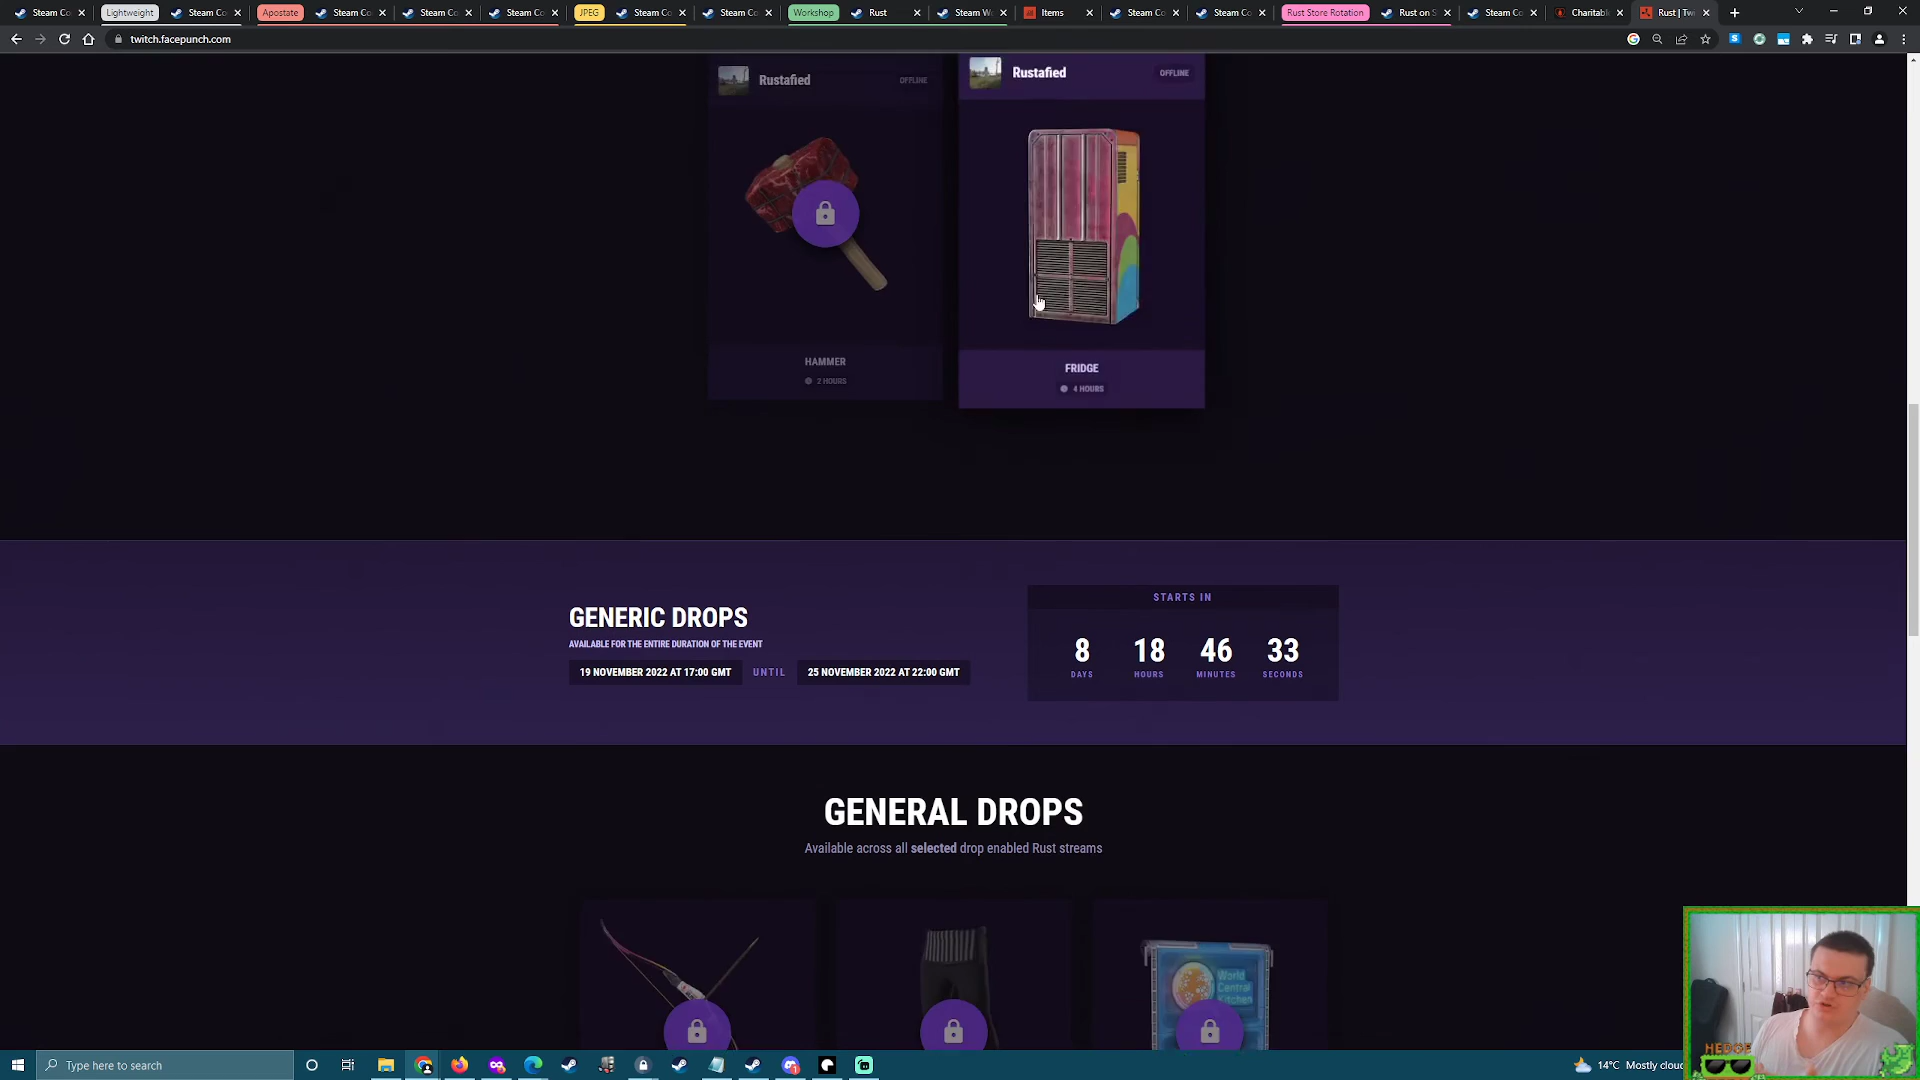 Steam Co
Lightweight
Steam Co
Apostate
Steam Co
Steam Co
Steam Co
JPEG
Steam Co
Steam Co
Workshop
Rust
Steam W
Items
Steam Co
Steam Co
Rust Store Rotation
Rust on S
Steam Co
Charitable
Rust | Tw
twitch.facepunch.com
Rustafied
OFFLINE
Rustafied
OFFLINE
HAMMER
2 HOURS
FRIDGE
4 HOURS
GENERIC DROPS
AVAILABLE FOR THE ENTIRE DURATION OF THE EVENT
19 NOVEMBER 2022 AT 17:00 GMT UNTIL 25 NOVEMBER 2022 AT 22:00 GMT
STARTS IN
8 18 46 33
DAYS HOURS MINUTES SECONDS
GENERAL DROPS
Available across all selected drop enabled Rust streams
World
Central
Kitchen
HEDGE
Type here to search
14°C Mostly cloud